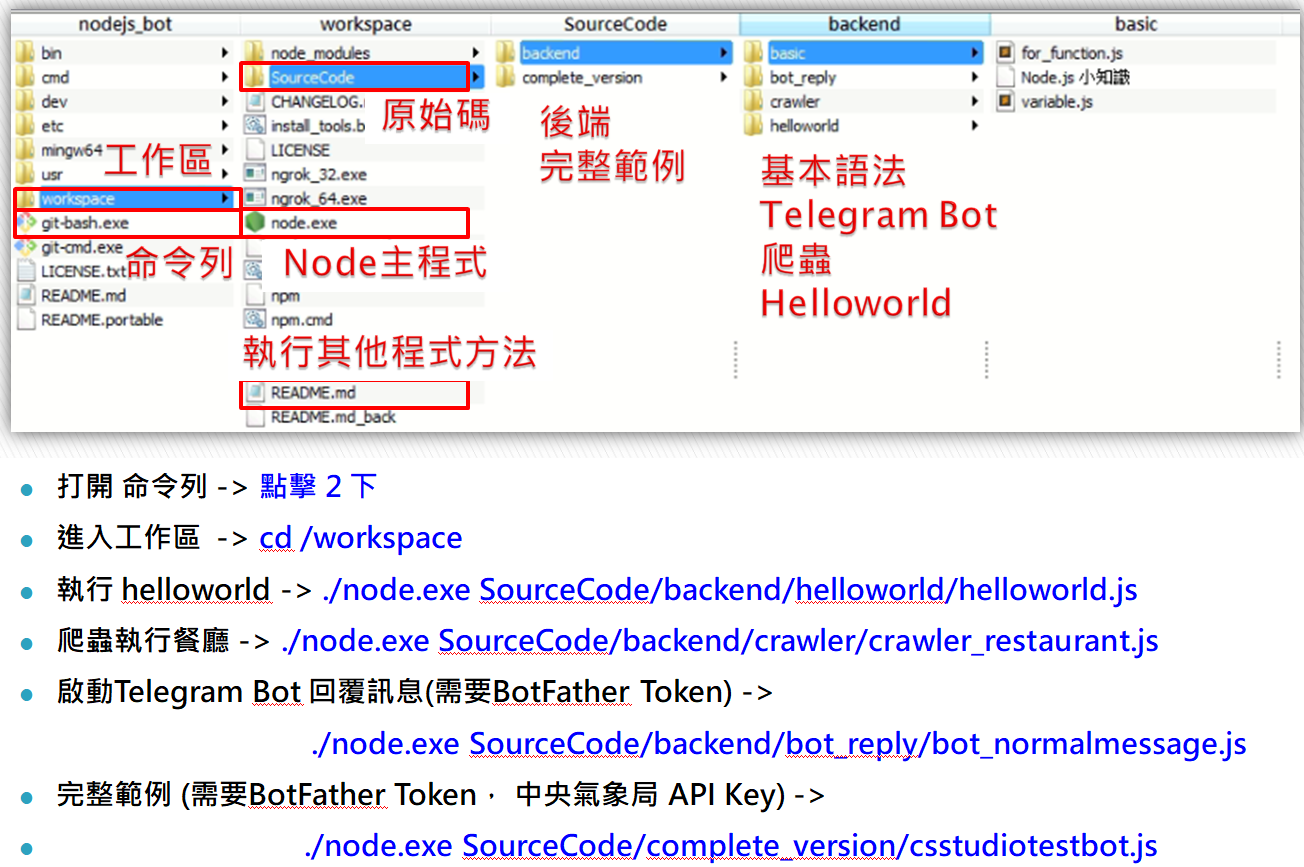 nodejs_bot
workspace
SourceCode
backend
basic
bin
cmd
dev
etc
mingw64
usr
workspace
git-bash.exe
git-cmd.exe
LICENSE.txt
README.md
README.portable
工作區
命令列
node_modules
SourceCode
CHANGELOG.
install_tools.b
LICENSE
ngrok_32.exe
ngrok_64.exe
node.exe
npm
npm.cmd
README.md
README.md_back
原始碼
Node主程式
執行其他程式方法
backend
complete_version
後端
完整範例
basic
bot_reply
crawler
helloworld
基本語法
Telegram Bot
爬蟲
Helloworld
for_function.js
Node.js 小知識
variable.js
打開 命令列 -> 點擊 2 下
進入工作區 -> cd /workspace
執行 helloworld -> ./node.exe SourceCode/backend/helloworld/helloworld.js
爬蟲執行餐廳 -> ./node.exe SourceCode/backend/crawler/crawler_restaurant.js
啟動Telegram Bot 回覆訊息(需要BotFather Token) ->
./node.exe SourceCode/backend/bot_reply/bot_normalmessage.js
完整範例 (需要BotFather Token， 中央氣象局 API Key) ->
./node.exe SourceCode/complete_version/csstudiotestbot.js